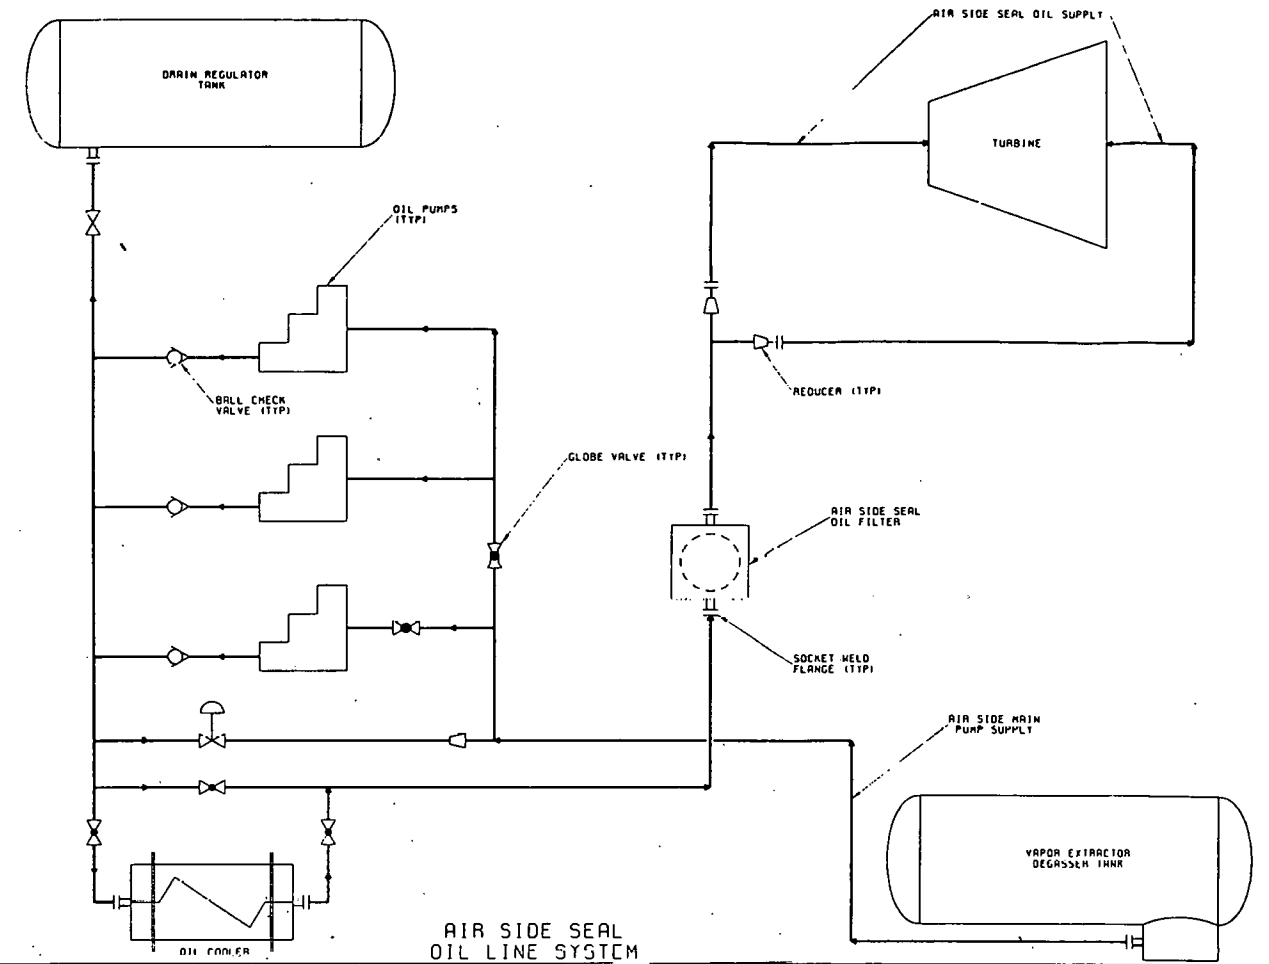 AIR SIDE SEAL OIL SUPPLY
DRAIN REGULATOR
TANK
TURBINE
OIL PUMPS
(TYP)
BALL CHECK
VALVE (TYP)
REDUCER (TYP)
GLOBE VALVE (TYP)
AIR SIDE SEAL
OIL FILTER
SOCKET WELD
FLANGE (TYP)
AIR SIDE MAIN
PUMP SUPPLY
VAPOR EXTRACTOR
DEGASSER TANK
OIL COOLER
AIR SIDE SEAL
OIL LINE SYSTEM